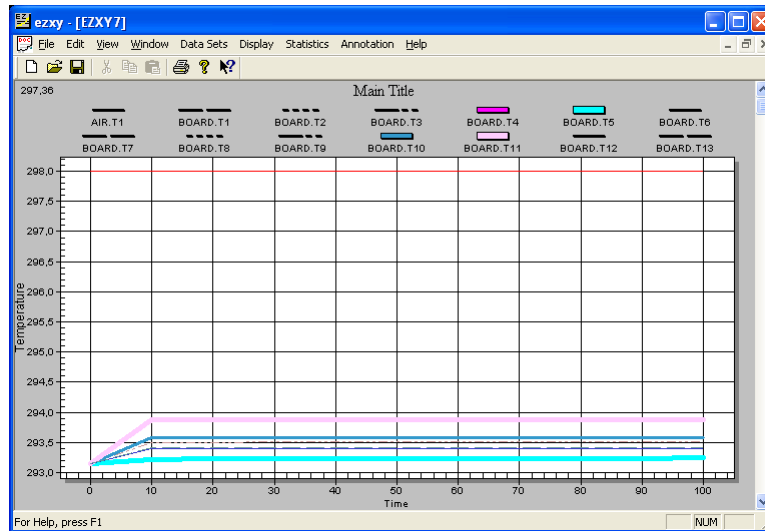 ezxy - [EZXY7]
File Edit View Window Data Sets Display Statistics Annotation Help
297,36
Main Title
AIR.T1 BOARD.T1 BOARD.T2 BOARD.T3 BOARD.T4 BOARD.T5 BOARD.T6
BOARD.T7 BOARD.T8 BOARD.T9 BOARD.T10 BOARD.T11 BOARD.T12 BOARD.T13
298,0
297,5
297,0
296,5
296,0
295,5
295,0
294,5
294,0
293,5
293,0
Temperature
0 10 20 30 40 50 60 70 80 90 100
Time
For Help, press F1 NUM